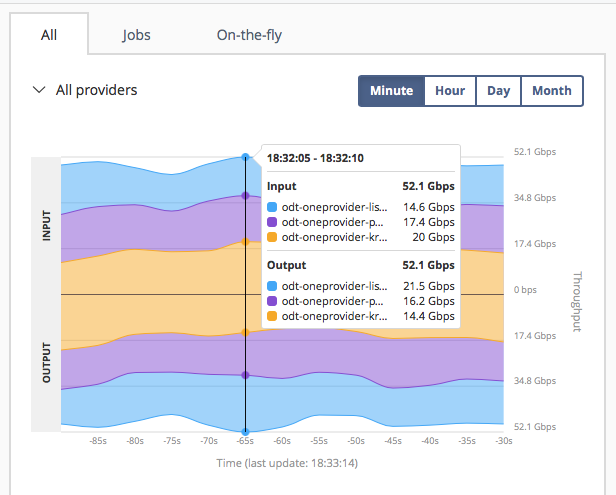 All Jobs On-the-fly
All providers
Minute Hour Day Month
18:32:05 - 18:32:10
Input 52.1 Gbps
odt-oneprovider-lis... 14.6 Gbps
odt-oneprovider-p... 17.4 Gbps
odt-oneprovider-kr... 20 Gbps
Output 52.1 Gbps
odt-oneprovider-lis... 21.5 Gbps
odt-oneprovider-p... 16.2 Gbps
odt-oneprovider-kr... 14.4 Gbps
INPUT
OUTPUT
52.1 Gbps
34.8 Gbps
17.4 Gbps
0 bps
17.4 Gbps
34.8 Gbps
52.1 Gbps
Throughput
-85s -80s -75s -70s -65s -60s -55s -50s -45s -40s -35s -30s
Time (last update: 18:33:14)